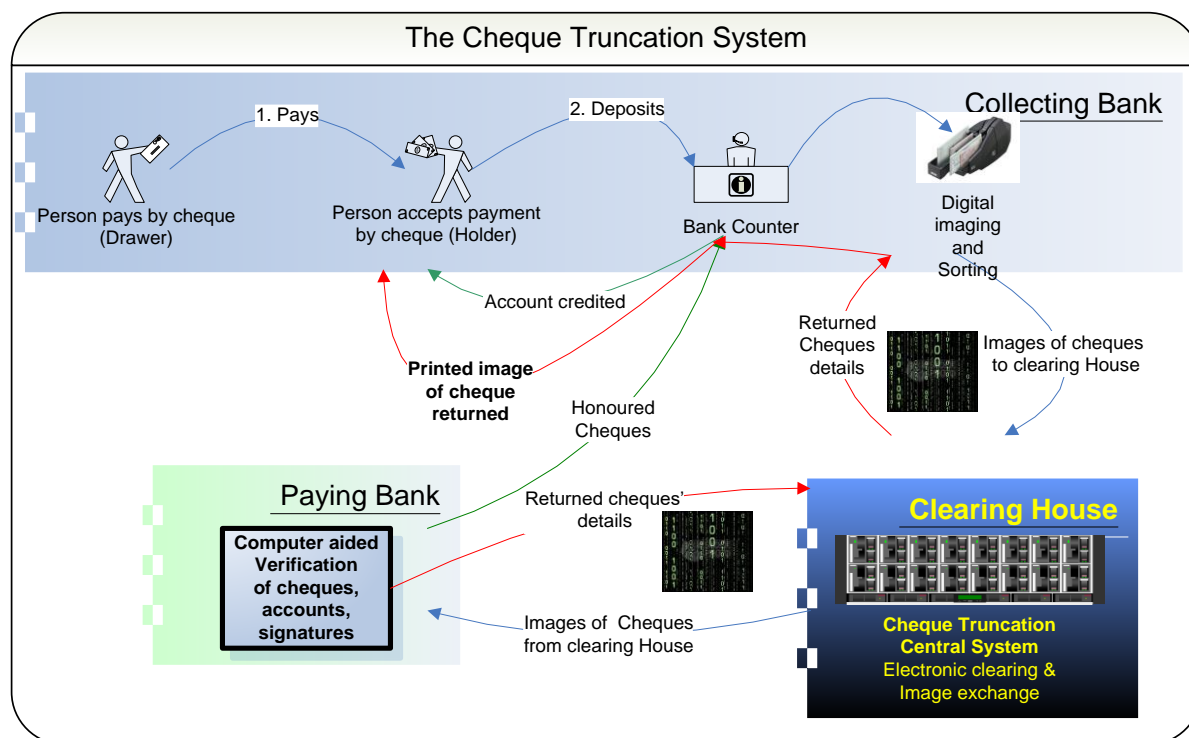 The Cheque Truncation System
Collecting Bank
1. Pays
2. Deposits
Person pays by cheque
(Drawer)
Person accepts payment
by cheque (Holder)
Bank Counter
Digital
imaging
and
Sorting
Account credited
Printed image
of cheque
returned
Honoured
Cheques
Returned
Cheques
details
Images of cheques
to clearing House
Paying Bank
Computer aided
Verification
of cheques,
accounts,
signatures
Returned cheques'
details
Images of  Cheques
from clearing House
Clearing House
Cheque Truncation
Central System
Electronic clearing &
Image exchange